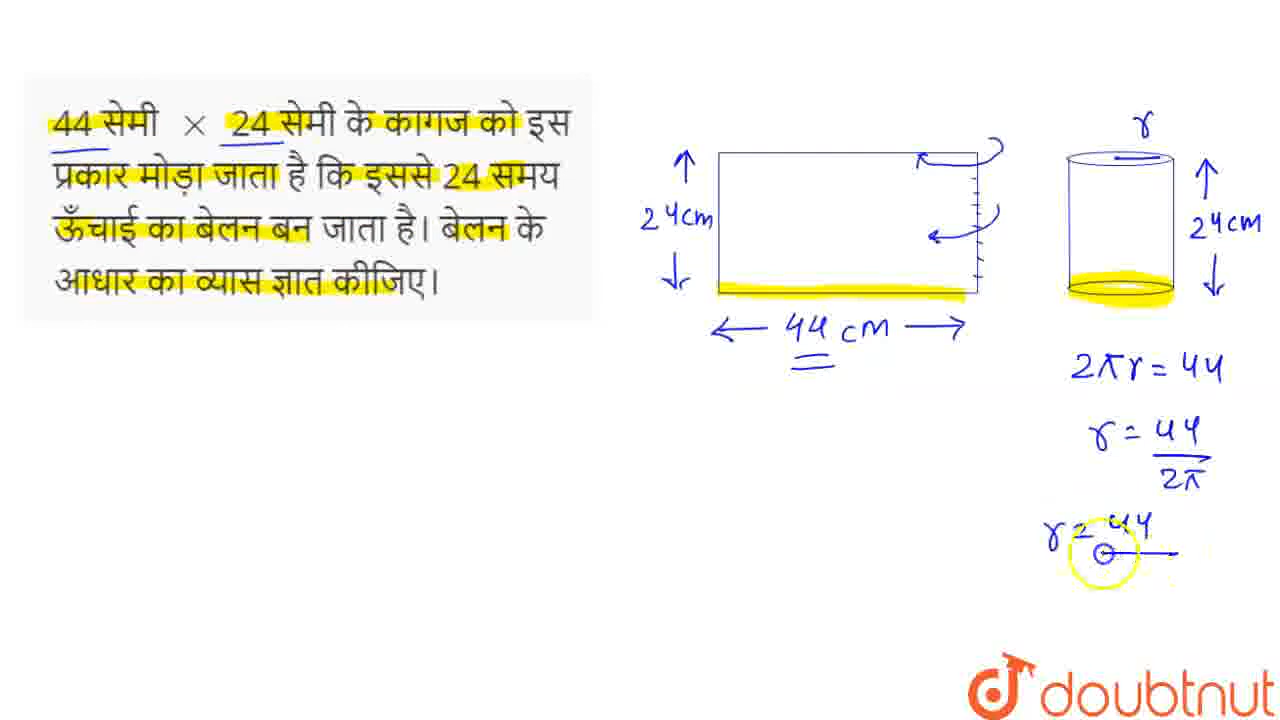 44 सेमी × 24 सेमी के कागज को इस
प्रकार मोड़ा जाता है कि इससे 24 समय
ऊँचाई का बेलन बन जाता है। बेलन के
आधार का व्यास ज्ञात कीजिए।
24cm
44 cm
r
24cm
2πr = 44
r = 44
2π
r = 44
doubtnut